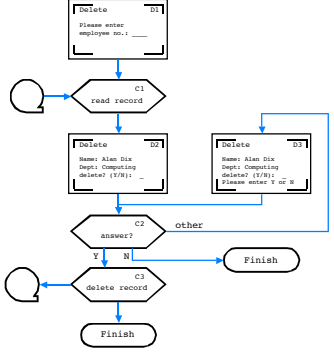 Delete D1
Please enter
employee no.: ____
C1
read record
Delete D2
Name: Alan Dix
Dept: Computing
delete? (Y/N): _
Delete D3
Name: Alan Dix
Dept: Computing
delete? (Y/N): _
Please enter Y or N
C2
answer?
other
Y
N
Finish
C3
delete record
Finish